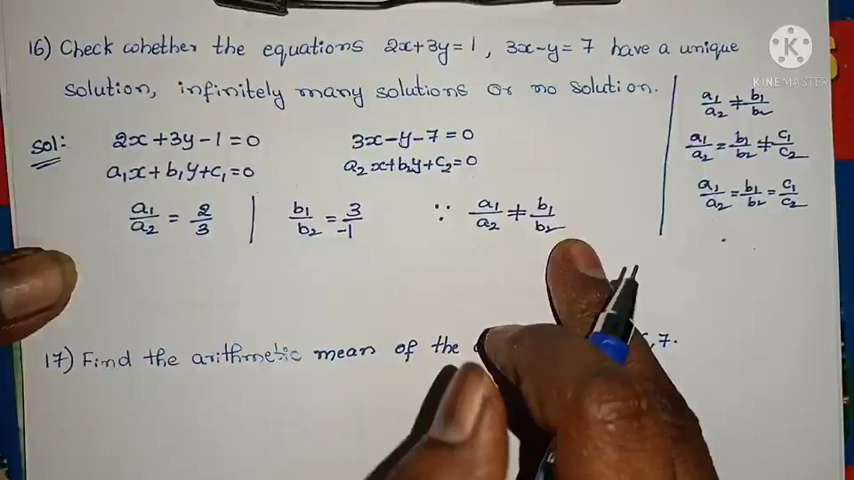 16) Check whether the equations 2x+3y=1, 3x-y=7 have a unique
solution, infinitely many solutions or no solution.
Sol:
2x+3y-1=0
3x-y-7=0
a₁x+b₁y+c₁=0
a₂x+b₂y+c₂=0
a₁/a₂ = 2/3
b₁/b₂ = 3/-1
∵ a₁/a₂ ≠ b₁/b₂
a₁/a₂ ≠ b₁/b₂
a₁/a₂ = b₁/b₂ ≠ c₁/c₂
a₁/a₂ = b₁/b₂ = c₁/c₂
17) Find the arithmetic mean of the ,7.
KINEMASTER